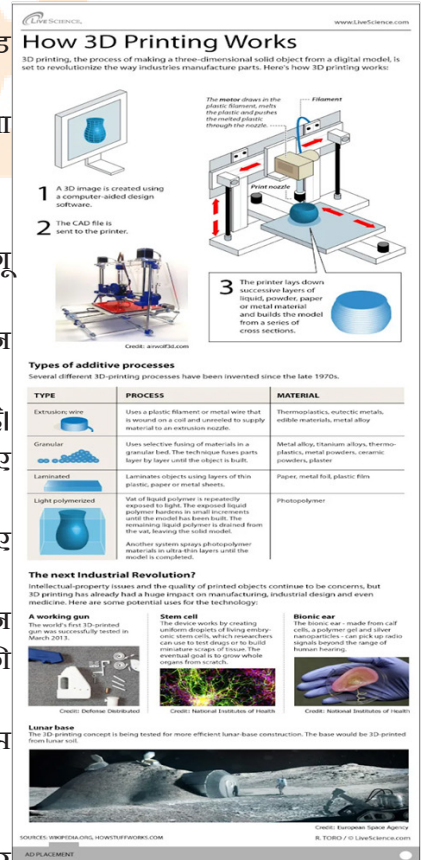 LIVESCIENCE.
www.LiveScience.com
How 3D Printing Works
3D printing, the process of making a three-dimensional solid object from a digital model, is
set to revolutionize the way industries manufacture parts. Here's how 3D printing works:
The motor draws in the
plastic filament, melts
the plastic and pushes
the melted plastic
through the nozzle.
Filament
Print nozzle
1 A 3D image is created using
a computer-aided design
software.
2 The CAD file is
sent to the printer.
3 The printer lays down
successive layers of
liquid, powder, paper
or metal material
and builds the model
from a series of
cross sections.
Credit: airwolf3d.com
Types of additive processes
Several different 3D-printing processes have been invented since the late 1970s.
TYPE PROCESS MATERIAL
Extrusion; wire
Uses a plastic filament or metal wire that
is wound on a coil and unreeled to supply
material to an extrusion nozzle.
Thermoplastics, eutectic metals,
edible materials, metal alloy
Granular
Uses selective fusing of materials in a
granular bed. The technique fuses parts
layer by layer until the object is built.
Metal alloy, titanium alloys, thermo-
plastics, metal powders, ceramic
powders, plaster
Laminated
Laminates objects using layers of thin
plastic, paper or metal sheets.
Paper, metal foil, plastic film
Light polymerized
Vat of liquid polymer is repeatedly
exposed to light. The exposed liquid
polymer hardens in small increments
until the model has been built. The
remaining liquid polymer is drained from
the vat, leaving the solid model.
Another system sprays photopolymer
materials in ultra-thin layers until the
model is completed.
Photopolymer
The next Industrial Revolution?
Intellectual-property issues and the quality of printed objects continue to be concerns, but
3D printing has already had a huge impact on manufacturing, industrial design and even
medicine. Here are some potential uses for the technology:
A working gun
The world's first 3D-printed
gun was successfully tested in
March 2013.
Credit: Defense Distributed
Stem cell
The device works by creating
uniform droplets of living embry-
onic stem cells, which researchers
can use to test drugs or to build
miniature scraps of tissue. The
eventual goal is to grow whole
organs from scratch.
Credit: National Institutes of Health
Bionic ear
The bionic ear - made from calf
cells, a polymer gel and silver
nanoparticles - can pick up radio
signals beyond the range of
human hearing.
Credit: National Institutes of Health
Lunar base
The 3D printing concept is being tested for more efficient lunar-base construction. The base would be 3D-printed
from lunar soil.
Credit: European Space Agency
SOURCES: WIKIPEDIA.ORG, HOWSTUFFWORKS.COM
R. TORO / © LiveScience.com
AD PLACEMENT